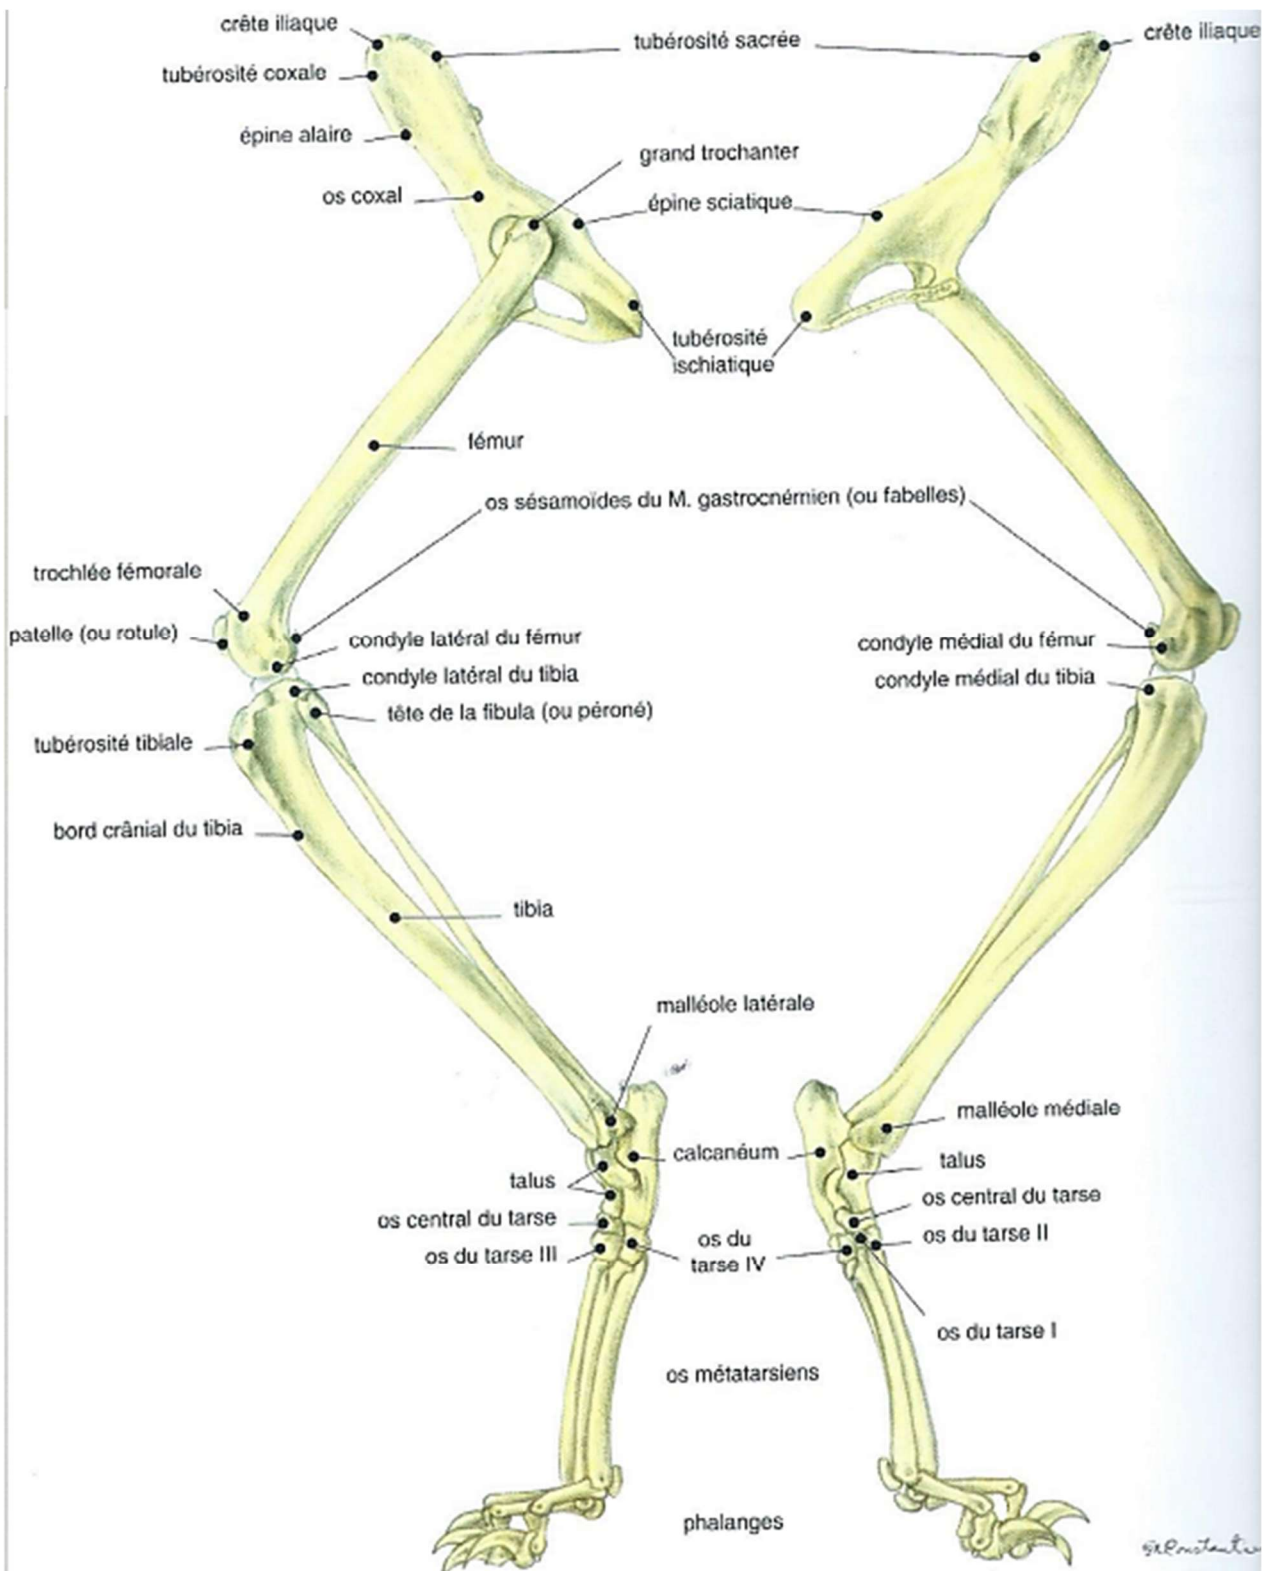 crête iliaque
tubérosité sacrée
crête iliaque
tubérosité coxale
épine alaire
grand trochanter
os coxal
épine sciatique
tubérosité
ischiatique
fémur
os sésamoïdes du M. gastrocnémien (ou fabelles)
trochlée fémorale
patelle (ou rotule)
condyle latéral du fémur
condyle médial du fémur
condyle latéral du tibia
condyle médial du tibia
tête de la fibula (ou péroné)
tubérosité tibiale
bord crânial du tibia
tibia
malléole latérale
malléole médiale
calcanéum
talus
talus
os central du tarse
os central du tarse
os du tarse III
os du
tarse IV
os du tarse II
os du tarse I
os métatarsiens
phalanges